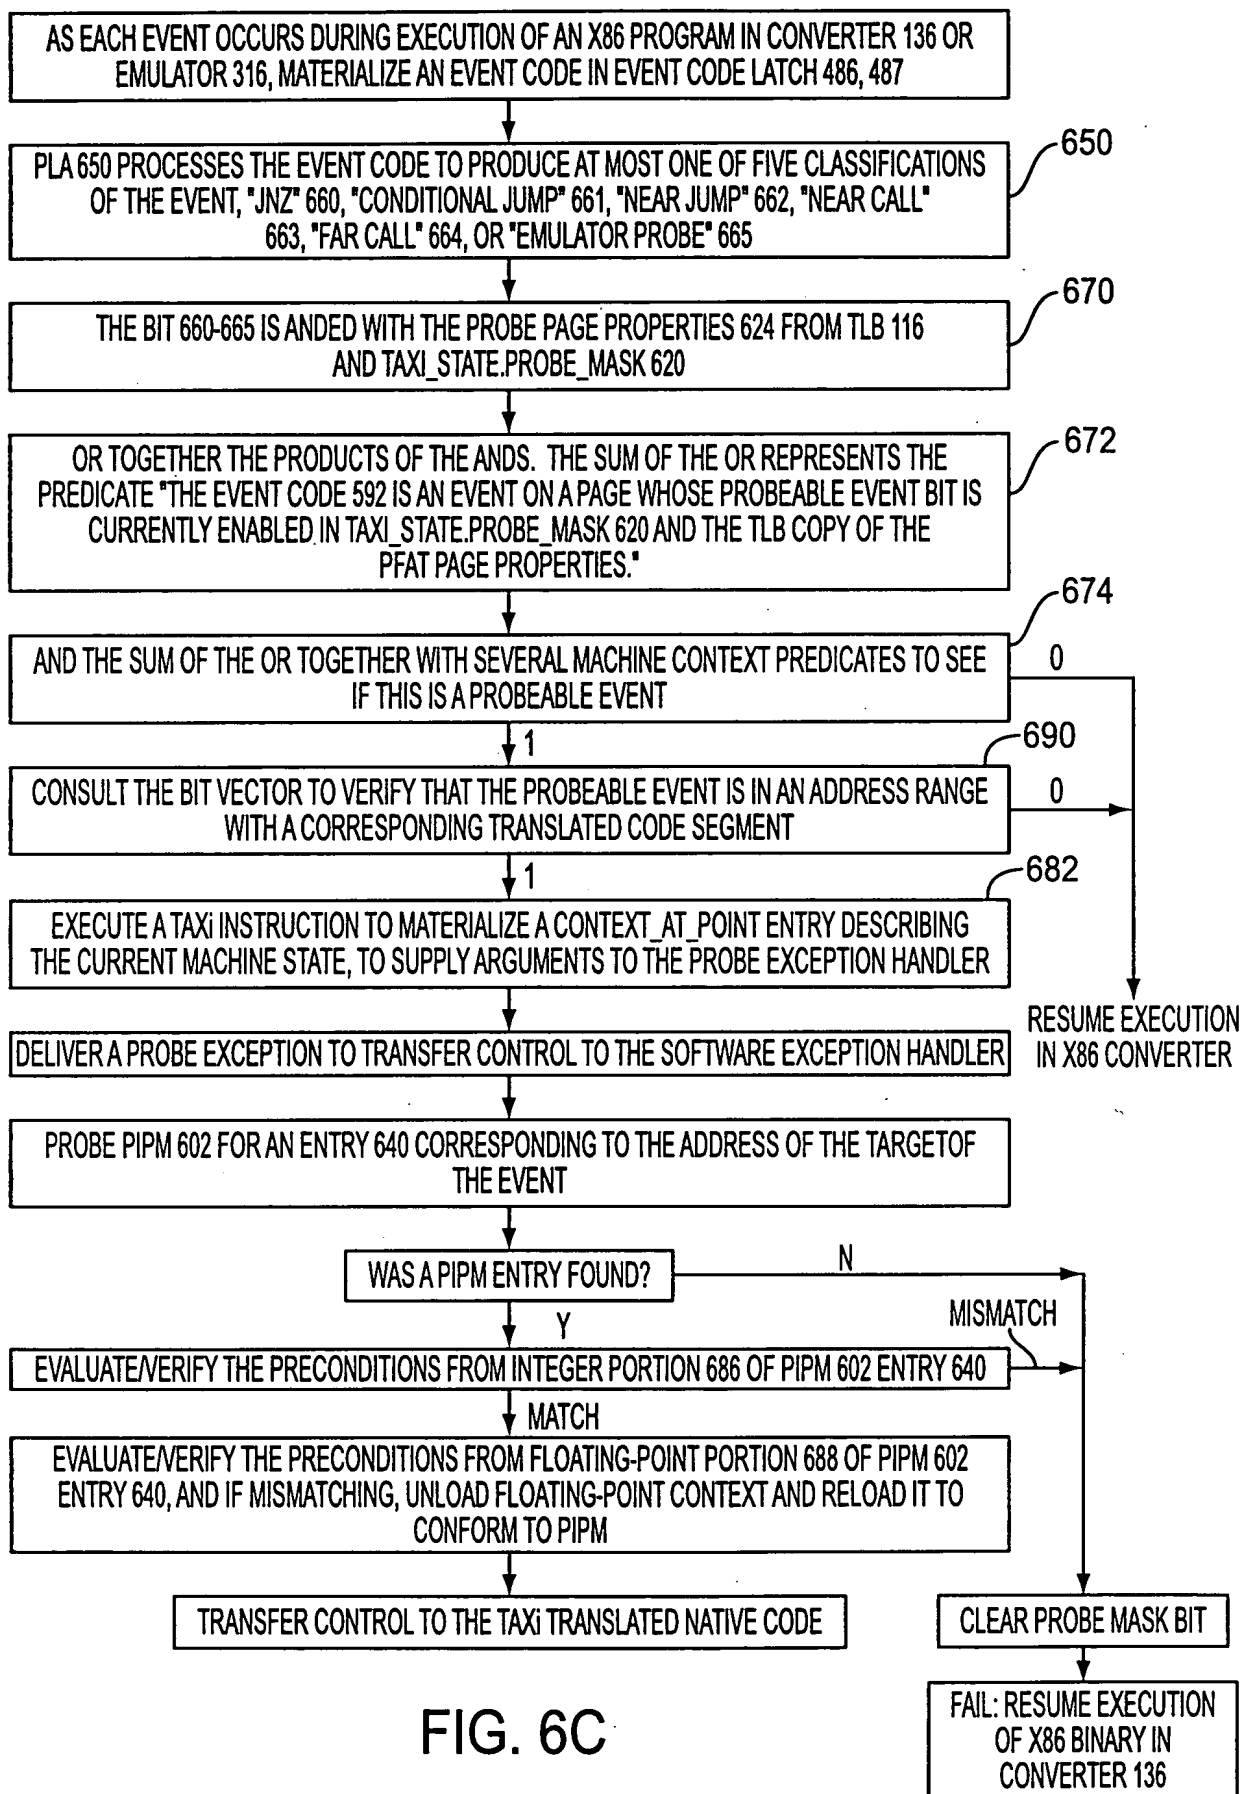 AS EACH EVENT OCCURS DURING EXECUTION OF AN X86 PROGRAM IN CONVERTER 136 OR
EMULATOR 316, MATERIALIZE AN EVENT CODE IN EVENT CODE LATCH 486, 487
650
PLA 650 PROCESSES THE EVENT CODE TO PRODUCE AT MOST ONE OF FIVE CLASSIFICATIONS
OF THE EVENT, "JNZ" 660, "CONDITIONAL JUMP" 661, "NEAR JUMP" 662, "NEAR CALL"
663, "FAR CALL" 664, OR "EMULATOR PROBE" 665
670
THE BIT 660-665 IS ANDED WITH THE PROBE PAGE PROPERTIES 624 FROM TLB 116
AND TAXI_STATE.PROBE_MASK 620
672
OR TOGETHER THE PRODUCTS OF THE ANDS. THE SUM OF THE OR REPRESENTS THE
PREDICATE "THE EVENT CODE 592 IS AN EVENT ON A PAGE WHOSE PROBEABLE EVENT BIT IS
CURRENTLY ENABLED IN TAXI_STATE.PROBE_MASK 620 AND THE TLB COPY OF THE
PFAT PAGE PROPERTIES."
674
AND THE SUM OF THE OR TOGETHER WITH SEVERAL MACHINE CONTEXT PREDICATES TO SEE
IF THIS IS A PROBEABLE EVENT
0
1
690
CONSULT THE BIT VECTOR TO VERIFY THAT THE PROBEABLE EVENT IS IN AN ADDRESS RANGE
WITH A CORRESPONDING TRANSLATED CODE SEGMENT
0
1
682
EXECUTE A TAXi INSTRUCTION TO MATERIALIZE A CONTEXT_AT_POINT ENTRY DESCRIBING
THE CURRENT MACHINE STATE, TO SUPPLY ARGUMENTS TO THE PROBE EXCEPTION HANDLER
RESUME EXECUTION
IN X86 CONVERTER
DELIVER A PROBE EXCEPTION TO TRANSFER CONTROL TO THE SOFTWARE EXCEPTION HANDLER
PROBE PIPM 602 FOR AN ENTRY 640 CORRESPONDING TO THE ADDRESS OF THE TARGETOF
THE EVENT
WAS A PIPM ENTRY FOUND?
N
Y
MISMATCH
EVALUATE/VERIFY THE PRECONDITIONS FROM INTEGER PORTION 686 OF PIPM 602 ENTRY 640
MATCH
EVALUATE/VERIFY THE PRECONDITIONS FROM FLOATING-POINT PORTION 688 OF PIPM 602
ENTRY 640, AND IF MISMATCHING, UNLOAD FLOATING-POINT CONTEXT AND RELOAD IT TO
CONFORM TO PIPM
TRANSFER CONTROL TO THE TAXi TRANSLATED NATIVE CODE
CLEAR PROBE MASK BIT
FAIL: RESUME EXECUTION
OF X86 BINARY IN
CONVERTER 136
FIG. 6C